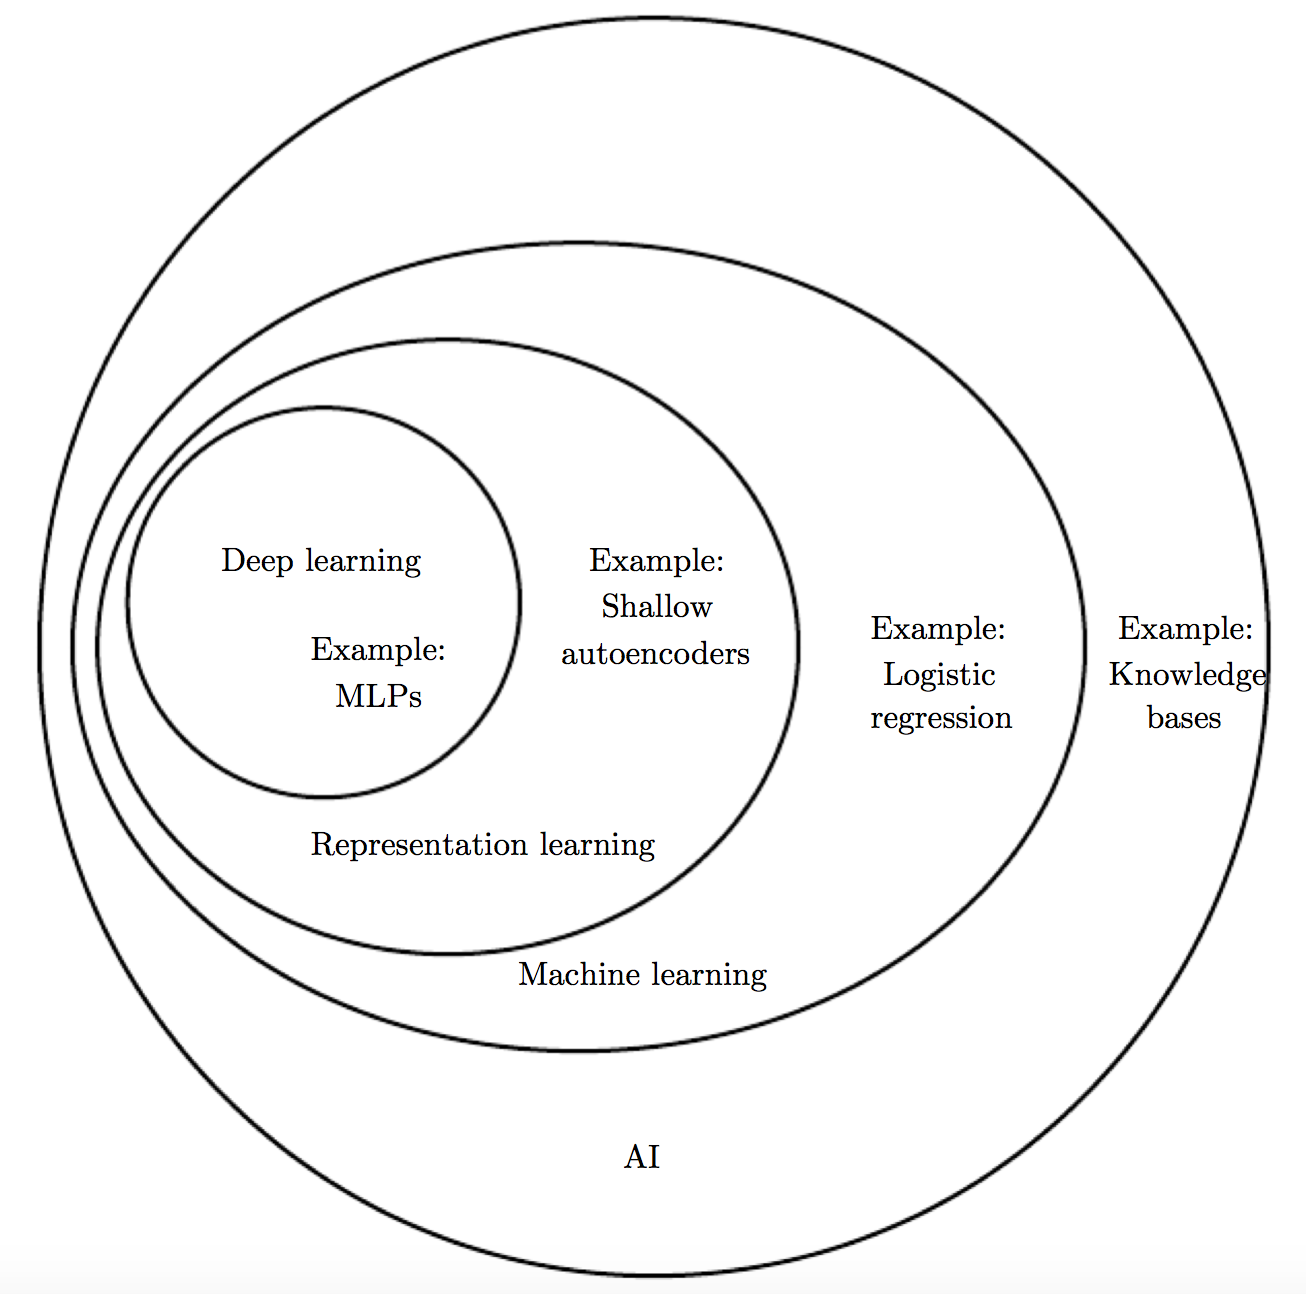 Deep learning
Example:
MLPs
Example:
Shallow
autoencoders
Example:
Logistic
regression
Example:
Knowledge
bases
Representation learning
Machine learning
AI